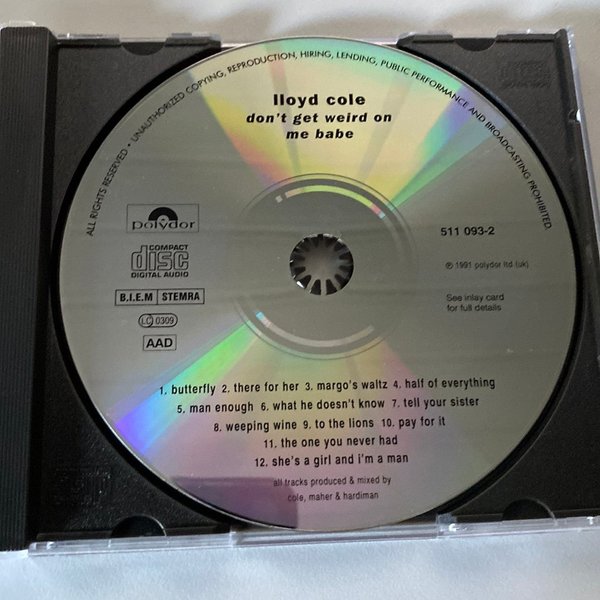 ALL RIGHTS RESERVED • UNAUTHORIZED COPYING, REPRODUCTION, HIRING, LENDING, PUBLIC PERFORMANCE AND BROADCASTING PROHIBITED.
lloyd cole
don't get weird on
me babe
polydor
511 093-2
COMPACT
disc
DIGITAL AUDIO
℗ 1991 polydor ltd (uk)
B.I.E.M STEMRA
See inlay card
for full details
LC 0309
AAD
1. butterfly 2. there for her 3. margo's waltz 4. half of everything
5. man enough 6. what he doesn't know 7. tell your sister
8. weeping wine 9. to the lions 10. pay for it
11. the one you never had
12. she's a girl and i'm a man
all tracks produced & mixed by
cole, maher & hardiman